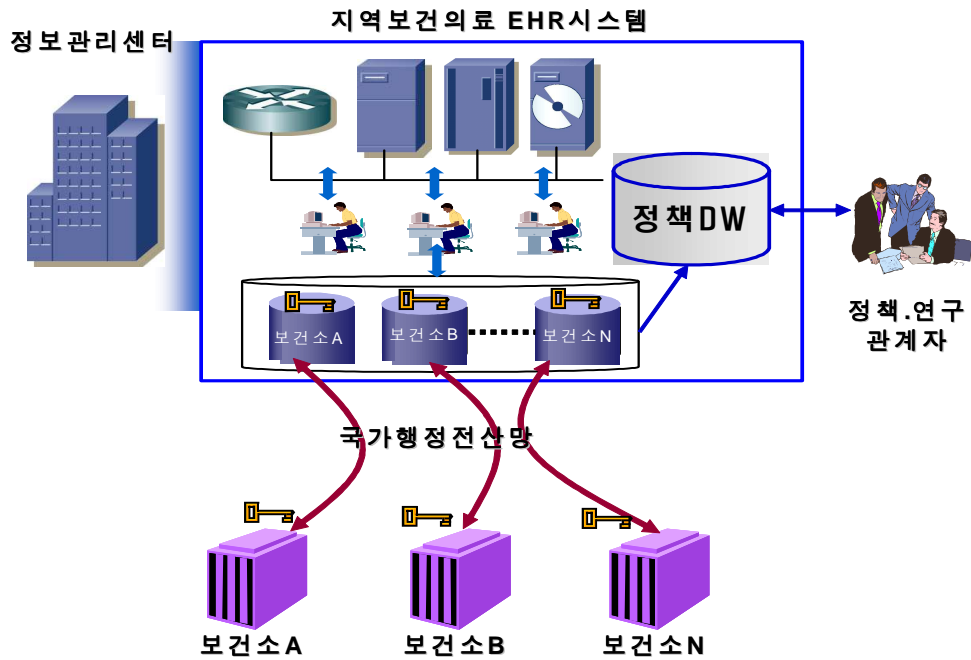 지역보건의료 EHR시스템
정보관리센터
정책DW
정책.연구
관계자
보건소A
보건소B
보건소N
국가행정전산망
보건소A
보건소B
보건소N